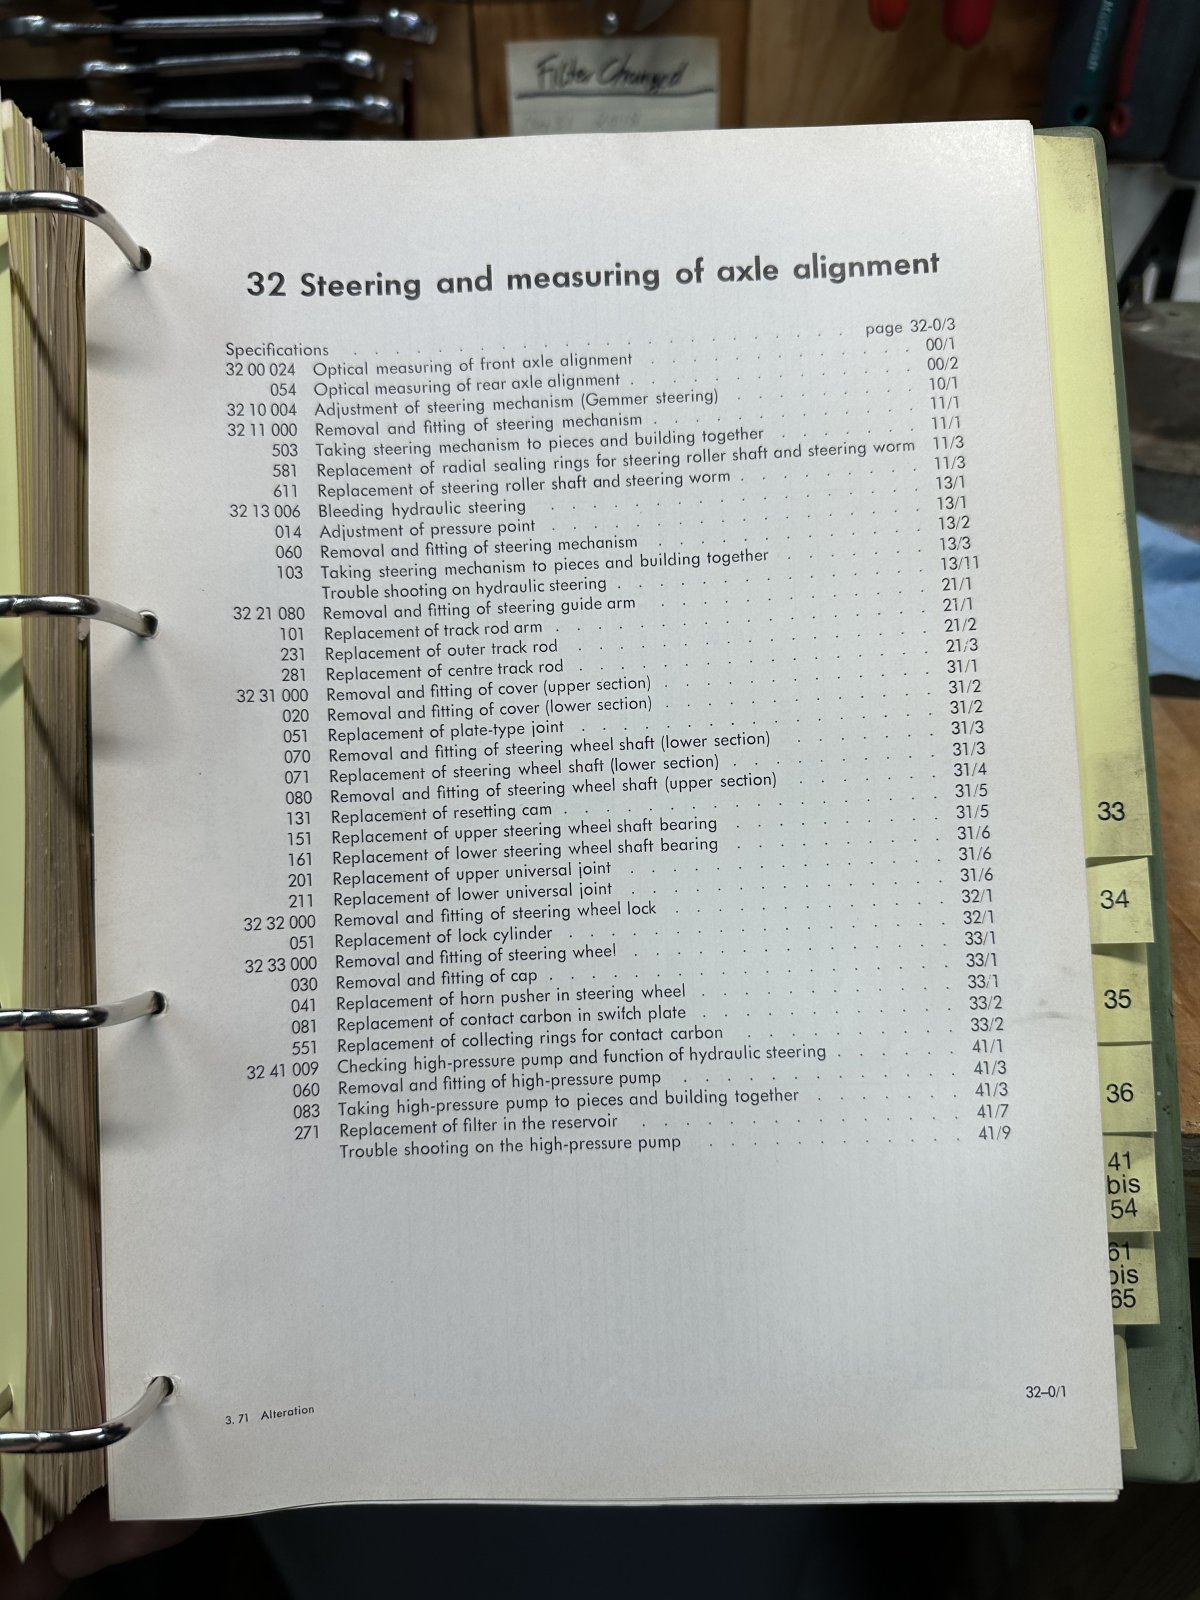 Filter Changed
32 Steering and measuring of axle alignment
Specifications . . . . . . . . . . . . page 32-0/3
32 00 024 Optical measuring of front axle alignment . . . . . . 00/1
054 Optical measuring of rear axle alignment . . . . . . 00/2
32 10 004 Adjustment of steering mechanism (Gemmer steering) . . . . . . 10/1
32 11 000 Removal and fitting of steering mechanism . . . . . . 11/1
503 Taking steering mechanism to pieces and building together . . . . . . 11/1
581 Replacement of radial sealing rings for steering roller shaft and steering worm 11/3
611 Replacement of steering roller shaft and steering worm . . . . . . 11/3
32 13 006 Bleeding hydraulic steering . . . . . . 13/1
014 Adjustment of pressure point . . . . . . 13/1
060 Removal and fitting of steering mechanism . . . . . . 13/2
103 Taking steering mechanism to pieces and building together . . . . . . 13/3
Trouble shooting on hydraulic steering . . . . . . 13/11
32 21 080 Removal and fitting of steering guide arm . . . . . . 21/1
101 Replacement of track rod arm . . . . . . 21/1
231 Replacement of outer track rod . . . . . . 21/2
281 Replacement of centre track rod . . . . . . 21/3
32 31 000 Removal and fitting of cover (upper section) . . . . . . 31/1
020 Removal and fitting of cover (lower section) . . . . . . 31/2
051 Replacement of plate-type joint . . . . . . 31/2
070 Removal and fitting of steering wheel shaft (lower section) . . . . . . 31/3
071 Replacement of steering wheel shaft (lower section) . . . . . . 31/3
080 Removal and fitting of steering wheel shaft (upper section) . . . . . . 31/4
131 Replacement of resetting cam . . . . . . 31/5
151 Replacement of upper steering wheel shaft bearing . . . . . . 31/5
161 Replacement of lower steering wheel shaft bearing . . . . . . 31/6
201 Replacement of upper universal joint . . . . . . 31/6
211 Replacement of lower universal joint . . . . . . 31/6
32 32 000 Removal and fitting of steering wheel lock . . . . . . 32/1
051 Replacement of lock cylinder . . . . . . 32/1
32 33 000 Removal and fitting of steering wheel . . . . . . 33/1
030 Removal and fitting of cap . . . . . . 33/1
041 Replacement of horn pusher in steering wheel . . . . . . 33/1
081 Replacement of contact carbon in switch plate . . . . . . 33/2
551 Replacement of collecting rings for contact carbon . . . . . . 33/2
32 41 009 Checking high-pressure pump and function of hydraulic steering . . . . . . 41/1
060 Removal and fitting of high-pressure pump . . . . . . 41/3
083 Taking high-pressure pump to pieces and building together . . . . . . 41/3
271 Replacement of filter in the reservoir . . . . . . 41/7
Trouble shooting on the high-pressure pump . . . . . . 41/9
3. 71 Alteration
32–0/1
33
34
35
36
41
bis
54
61
bis
65